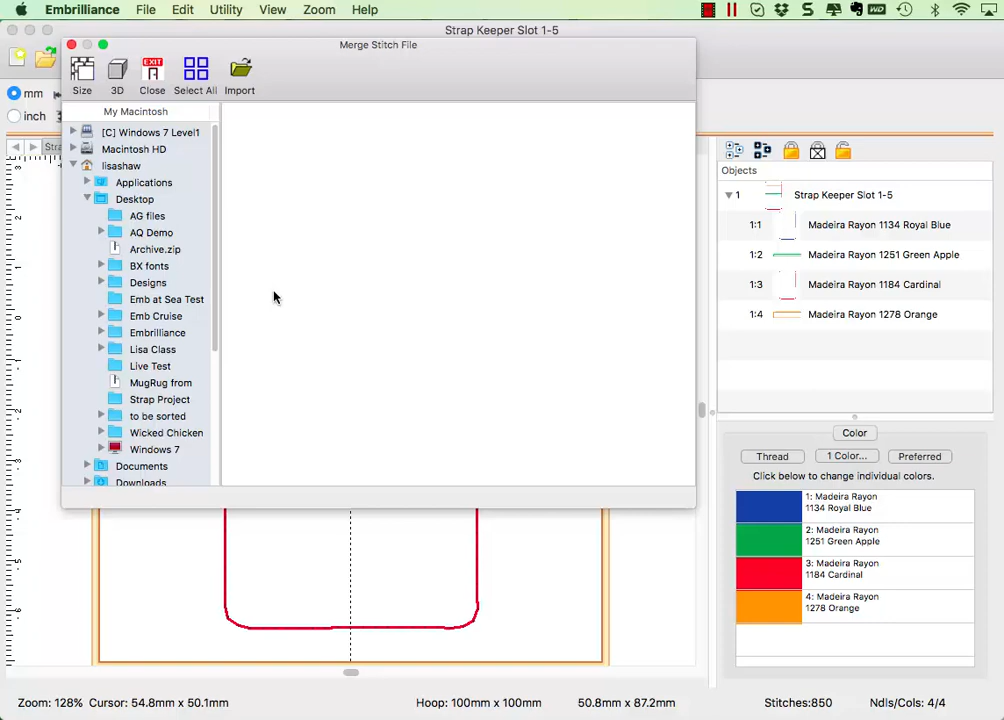 Embrilliance File Edit Utility View Zoom Help
Strap Keeper Slot 1-5
Merge Stitch File
Size 3D Close Select All Import
EXIT
mm
inch
My Macintosh
[C] Windows 7 Level1
Macintosh HD
lisashaw
Applications
Desktop
AG files
AQ Demo
Archive.zip
BX fonts
Designs
Emb at Sea Test
Emb Cruise
Embrilliance
Lisa Class
Live Test
MugRug from
Strap Project
to be sorted
Wicked Chicken
Windows 7
Documents
Downloads
Objects
1 Strap Keeper Slot 1-5
1:1 Madeira Rayon 1134 Royal Blue
1:2 Madeira Rayon 1251 Green Apple
1:3 Madeira Rayon 1184 Cardinal
1:4 Madeira Rayon 1278 Orange
Color
Thread 1 Color... Preferred
Click below to change individual colors.
1: Madeira Rayon
1134 Royal Blue
2: Madeira Rayon
1251 Green Apple
3: Madeira Rayon
1184 Cardinal
4: Madeira Rayon
1278 Orange
Zoom: 128% Cursor: 54.8mm x 50.1mm Hoop: 100mm x 100mm 50.8mm x 87.2mm Stitches:850 Ndls/Cols: 4/4